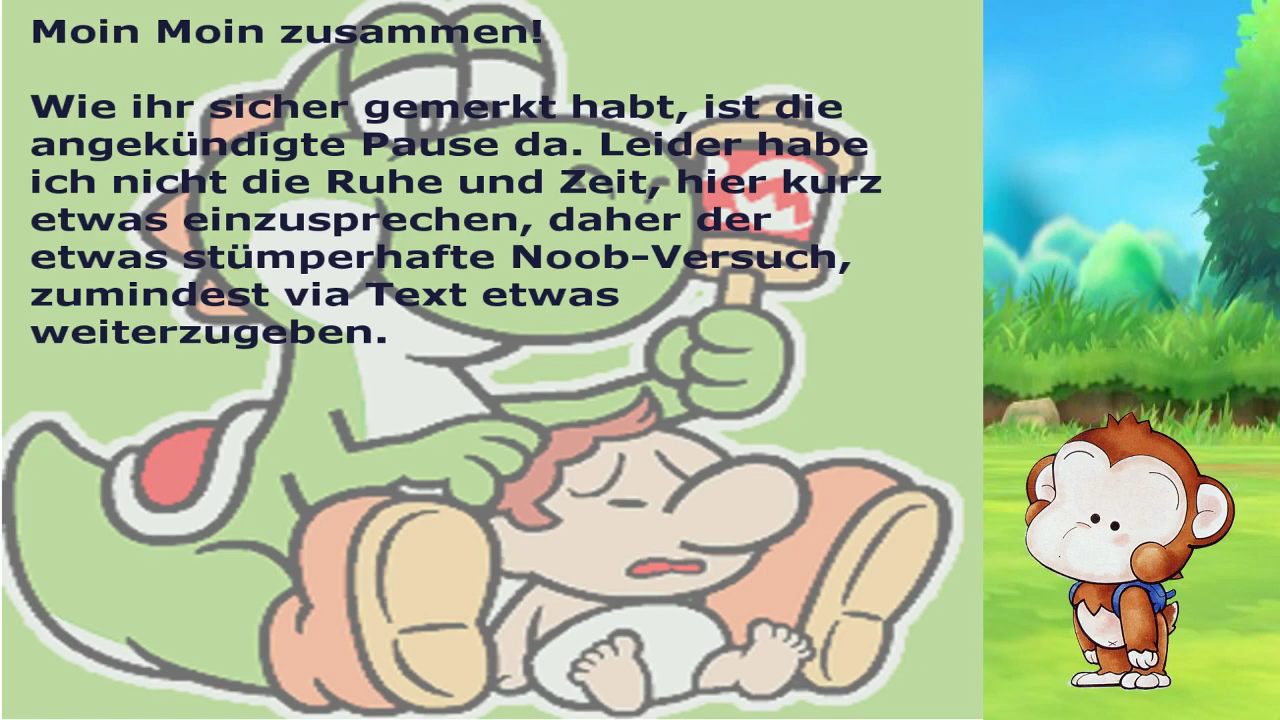 Moin Moin zusammen!
Wie ihr sicher gemerkt habt, ist die
angekündigte Pause da. Leider habe
ich nicht die Ruhe und Zeit, hier kurz
etwas einzusprechen, daher der
etwas stümperhafte Noob-Versuch,
zumindest via Text etwas
weiterzugeben.